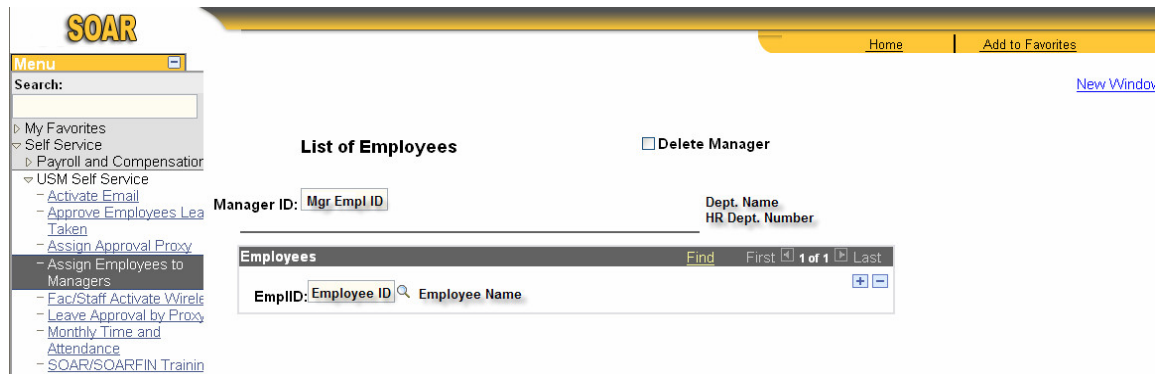 SOAR
Home
Add to Favorites
Menu
Search:
New Window
My Favorites
Self Service
Payroll and Compensation
USM Self Service
Activate Email
Approve Employees Lea
Taken
Assign Approval Proxy
Assign Employees to
Managers
Fac/Staff Activate Wirele
Leave Approval by Proxy
Monthly Time and
Attendance
SOAR/SOARFIN Trainin
List of Employees
Delete Manager
Manager ID: Mgr Empl ID
Dept. Name
HR Dept. Number
Employees Find First 1 of 1 Last
EmplID: Employee ID Employee Name